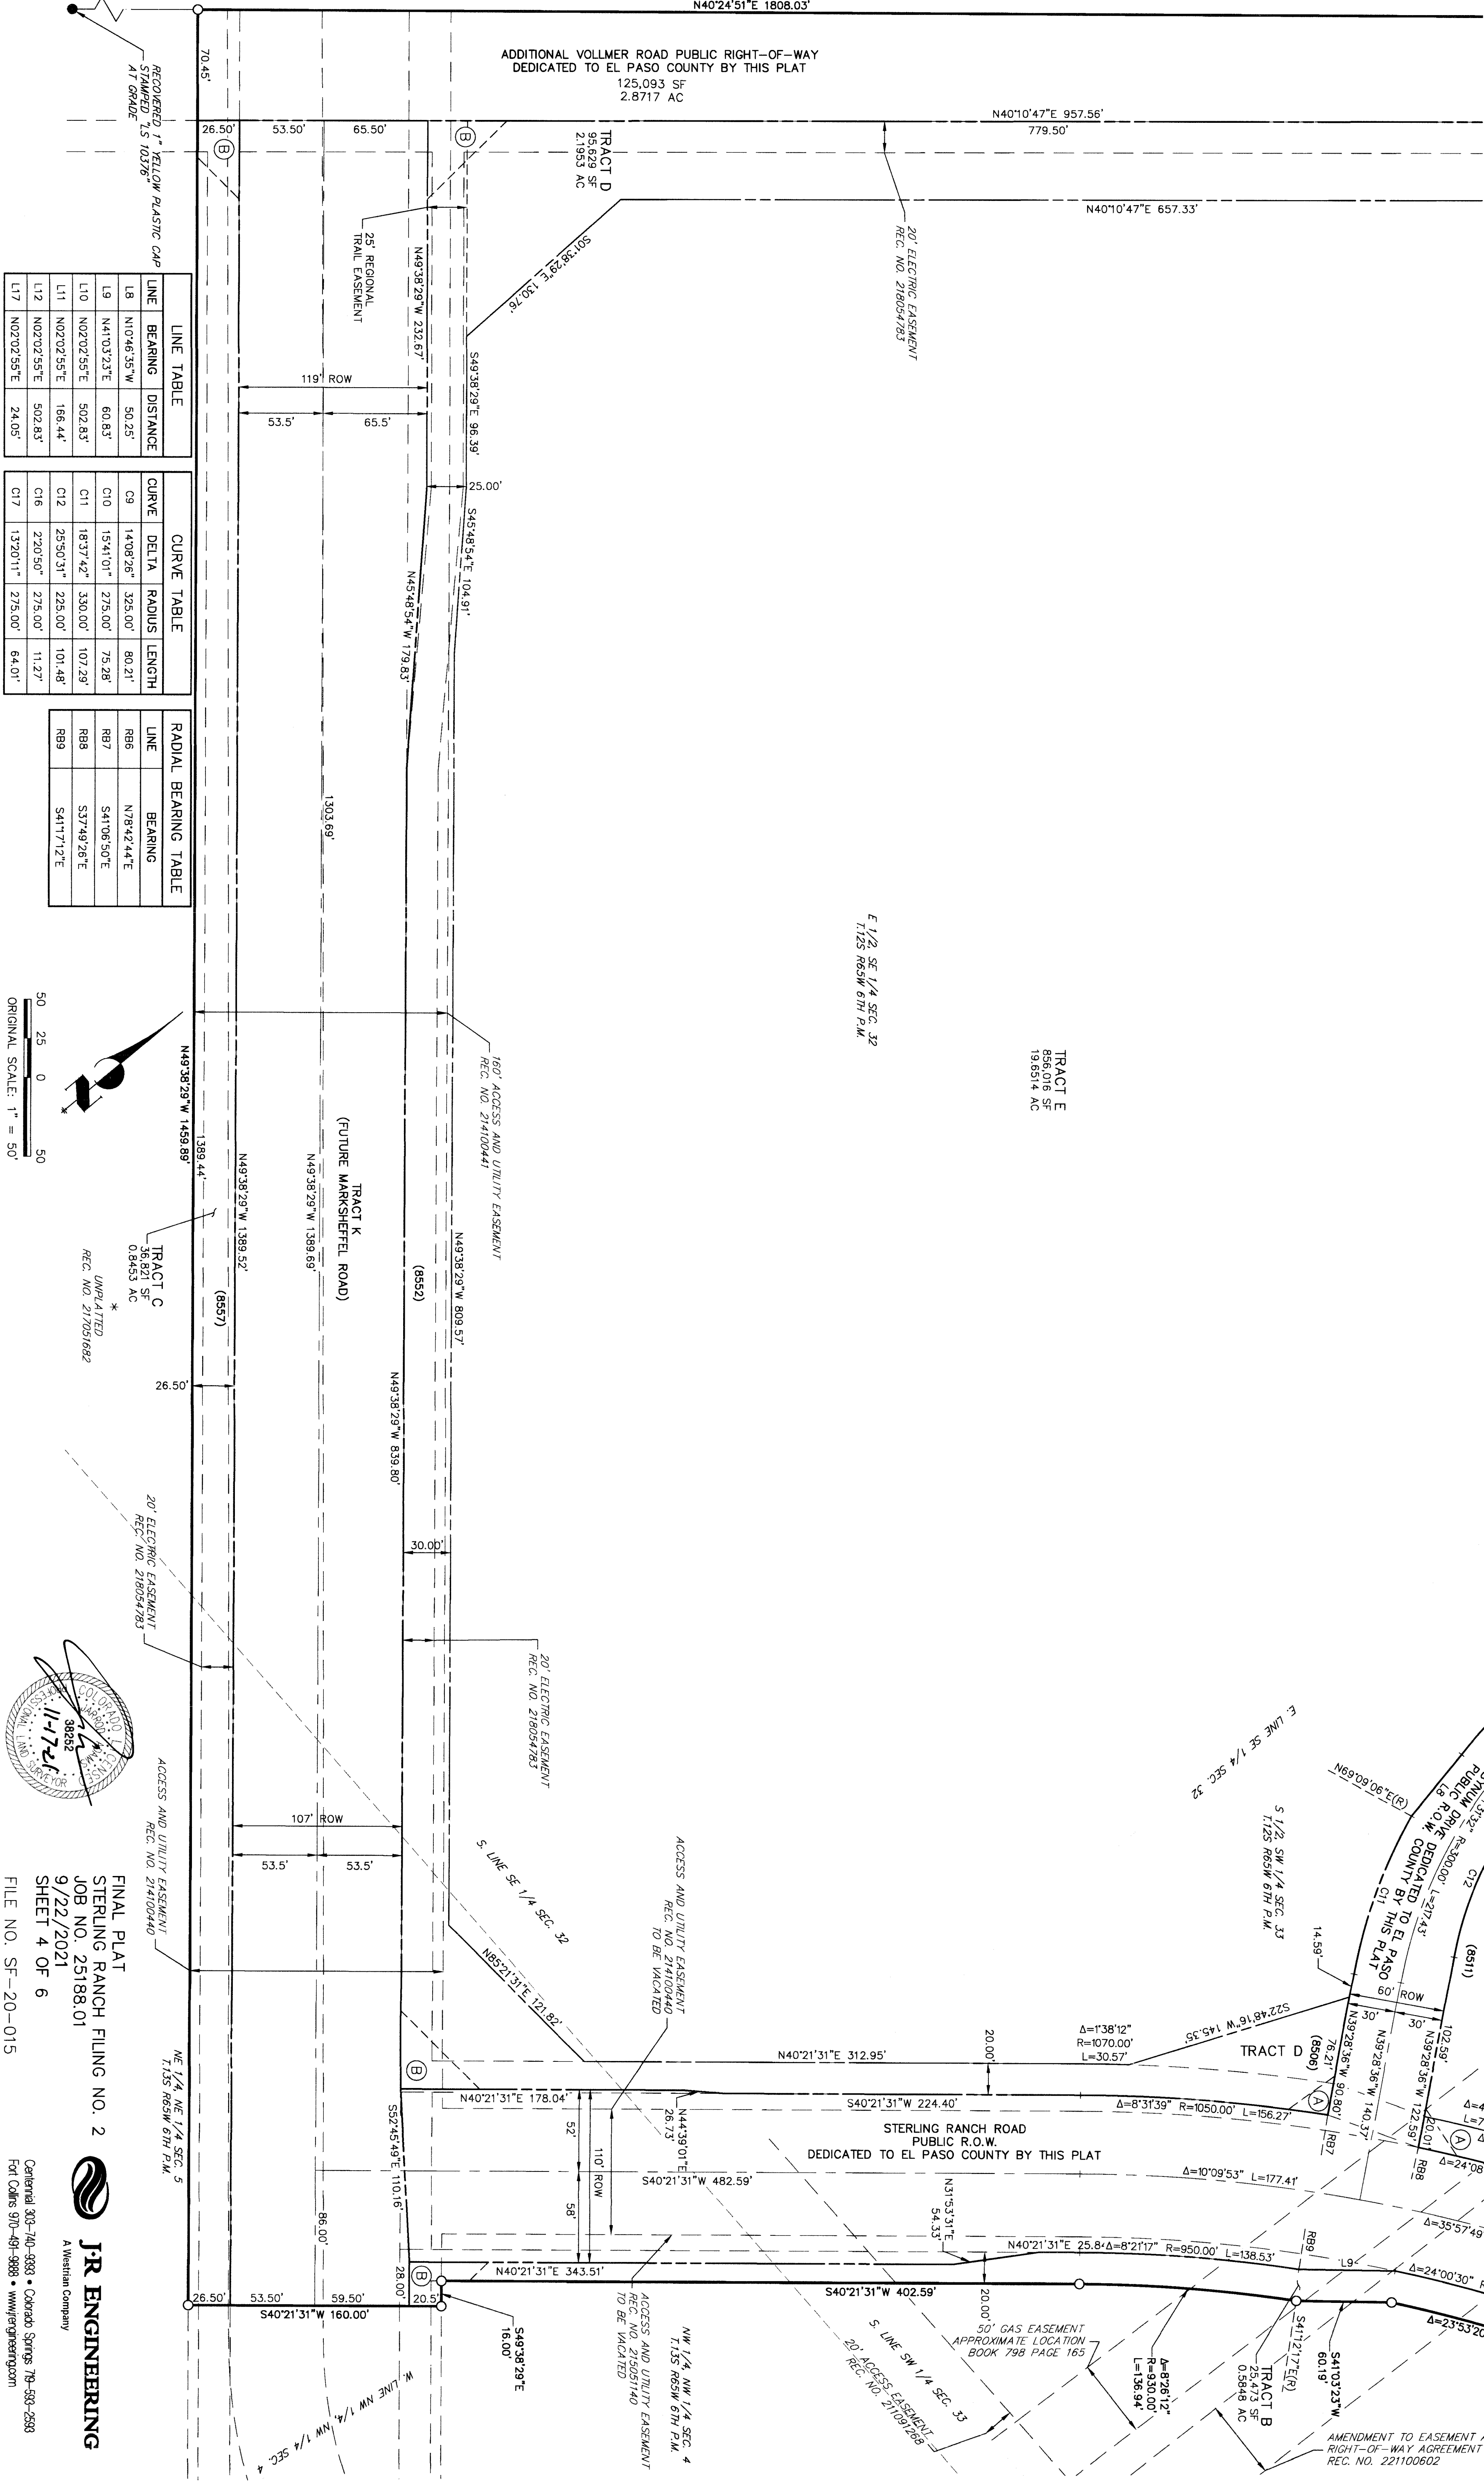 N40°24'51"E 1808.03'
ADDITIONAL VOLLMER ROAD PUBLIC RIGHT-OF-WAY
DEDICATED TO EL PASO COUNTY BY THIS PLAT
125,093 SF
2.8717 AC
70.45'
RECOVERED 1" YELLOW PLASTIC CAP
STAMPED "LS 10376"
AT GRADE
N40°10'47"E 957.56'
779.50'
26.50'
53.50'
65.50'
B
B
TRACT D
95,629 SF
2.1953 AC
N40°10'47"E 657.33'
20' ELECTRIC EASEMENT
REC. NO. 218054783
25' REGIONAL
TRAIL EASEMENT
N49°38'29"W 232.67'
S01°38'29"E 130.76'
S49°38'29"E 96.39'
119' ROW
53.5'
65.5'
25.00'
S45°48'54"E 104.91'
N45°48'54"W 179.83'
LINE TABLE
LINE BEARING DISTANCE
L8 N10°46'35"W 50.25'
L9 N41°03'23"E 60.83'
L10 N02°02'55"E 502.83'
L11 N02°02'55"E 166.44'
L12 N02°02'55"E 502.83'
L17 N02°02'55"E 24.05'
CURVE TABLE
CURVE DELTA RADIUS LENGTH
C9 14°08'26" 325.00' 80.21'
C10 15°41'01" 275.00' 75.28'
C11 18°37'42" 330.00' 107.29'
C12 25°50'31" 225.00' 101.48'
C16 2°20'50" 275.00' 11.27'
C17 13°20'11" 275.00' 64.01'
RADIAL BEARING TABLE
LINE BEARING
RB6 N78°42'44"E
RB7 S41°06'50"E
RB8 S37°49'26"E
RB9 S41°17'12"E
1303.69'
E 1/2, SE 1/4 SEC. 32
T.12S R65W 6TH P.M.
TRACT E
856,016 SF
19.6514 AC
160' ACCESS AND UTILITY EASEMENT
REC. NO. 214100441
50 25 0 50
ORIGINAL SCALE: 1" = 50'
N49°38'29"W 1459.89'
1389.44'
N49°38'29"W 1389.52'
N49°38'29"W 1389.69'
TRACT K
(FUTURE MARKSHEFFEL ROAD)
(8552)
N49°38'29"W 809.57'
(8557)
TRACT C
36,821 SF
0.8453 AC
*
UNPLATTED
REC. NO. 217051682
26.50'
N49°38'29"W 839.80'
30.00'
20' ELECTRIC EASEMENT
REC. NO. 218054783
20' ELECTRIC EASEMENT
REC. NO. 218054783
107' ROW
53.5'
53.5'
ACCESS AND UTILITY EASEMENT
REC. NO. 214100440
S. LINE SE 1/4 SEC. 32
N85°21'31"E 121.82'
ACCESS AND UTILITY EASEMENT
REC. NO. 214100440
TO BE VACATED
E. LINE SE 1/4 SEC. 32
N69°09'06"E(R)
S 1/2, SW 1/4 SEC. 33
T.12S R65W 6TH P.M.
BYNUM DRIVE
PUBLIC R.O.W. DEDICATED TO EL PASO
COUNTY BY THIS PLAT
L8
R=300.00' L=217.43'
C12
C11
(8511)
14.59'
60' ROW
30'
30'
102.59'
N39°28'36"W 122.59'
20.01'
N39°28'36"W 140.37'
N39°28'36"W 90.80'
76.21'
S22°48'16"W 145.35'
TRACT D
(8506)
A
A
RB7
RB8
Δ=24°08
Δ=1°38'12"
R=1070.00'
L=30.57'
20.00'
N40°21'31"E 312.95'
B
N40°21'31"E 178.04'
S40°21'31"W 224.40'
Δ=8°31'39" R=1050.00' L=156.27'
N44°39'01"E
26.73'
52'
110' ROW
58'
STERLING RANCH ROAD
PUBLIC R.O.W.
DEDICATED TO EL PASO COUNTY BY THIS PLAT
S52°45'49"E 110.16'
S40°21'31"W 482.59'
Δ=10°09'53" L=177.41'
Δ=35°57'49
86.00'
N31°53'31"E
54.33'
N40°21'31"E 25.84'
Δ=8°21'17" R=950.00' L=138.53'
RB9
L9
Δ=24°00'30"
28.00'
B
N40°21'31"E 343.51'
26.50'
53.50'
59.50'
20.5'
S40°21'31"W 160.00'
S40°21'31"W 402.59'
20.00'
Δ=23°53'20
S49°38'29"E
16.00'
ACCESS AND UTILITY EASEMENT
REC. NO. 215051140
TO BE VACATED
NW 1/4, NW 1/4 SEC. 4
T.13S R65W 6TH P.M.
50' GAS EASEMENT
APPROXIMATE LOCATION
BOOK 798 PAGE 165
S. LINE SW 1/4 SEC. 33
20' ACCESS EASEMENT
REC. NO. 211091268
Δ=8°26'12"
R=930.00'
L=136.94'
S41°12'17"E(R)
S41°03'23"W
60.19'
TRACT B
25,473 SF
0.5848 AC
AMENDMENT TO EASEMENT
RIGHT-OF-WAY AGREEMENT
REC. NO. 221100602
W. LINE NW 1/4, NW 1/4 SEC. 4
NE 1/4, NE 1/4 SEC. 5
T.13S R65W 6TH P.M.
COLORADO LICENSED
38252
11-17-21
PROFESSIONAL LAND SURVEYOR
FINAL PLAT
STERLING RANCH FILING NO. 2
JOB NO. 25188.01
9/22/2021
SHEET 4 OF 6
FILE NO. SF-20-015
J·R ENGINEERING
A Westrian Company
Centennial 303-740-9393 • Colorado Springs 719-593-2593
Fort Collins 970-491-9888 • www.jrengineering.com